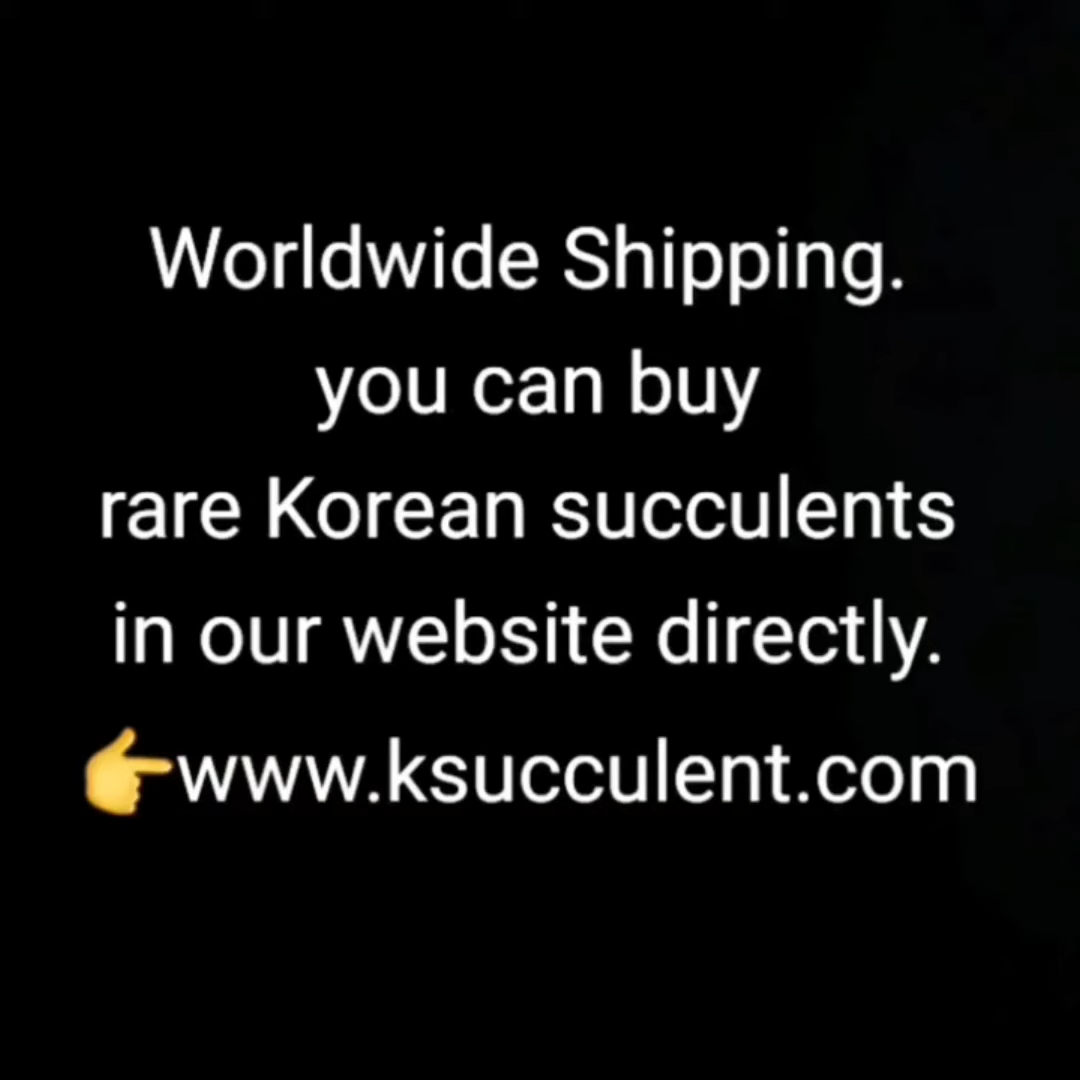 Worldwide Shipping.
you can buy
rare Korean succulents
in our website directly.
👉www.ksucculent.com